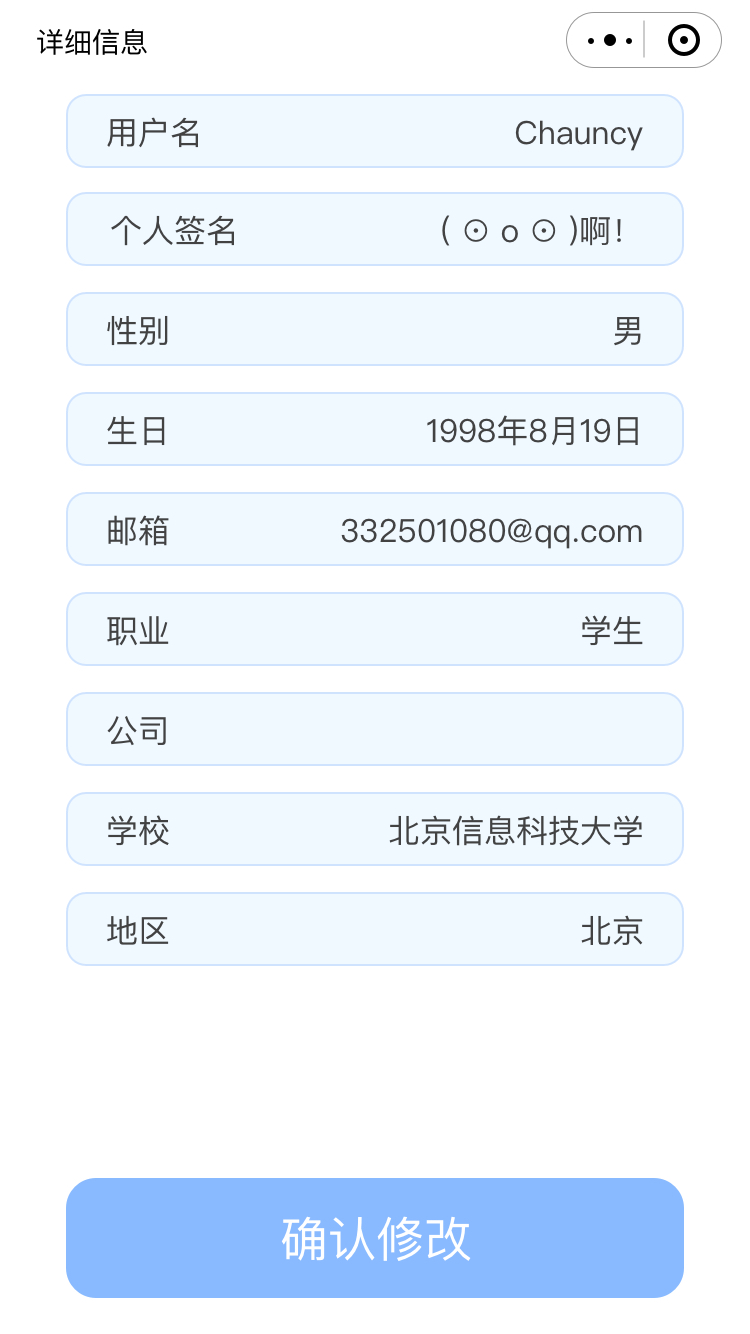 详细信息
用户名 Chauncy
个人签名 ( ⊙ o ⊙ )啊！
性别 男
生日 1998年8月19日
邮箱 332501080@qq.com
职业 学生
公司
学校 北京信息科技大学
地区 北京
确认修改